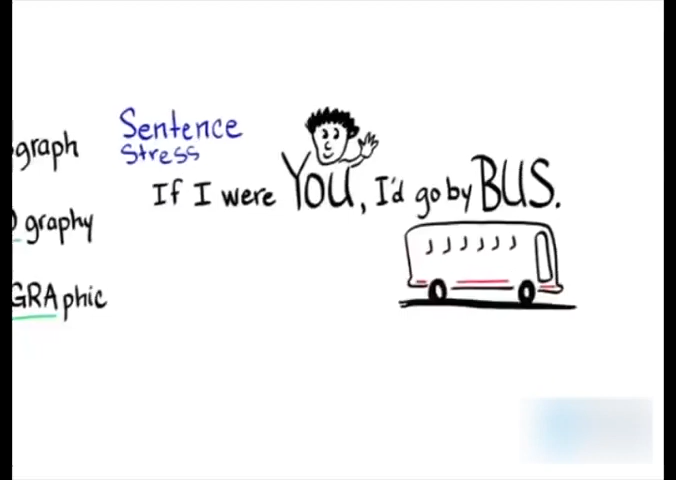 graph
graphy
GRAphic
Sentence
Stress
If I were YOU, I'd go by BUS.